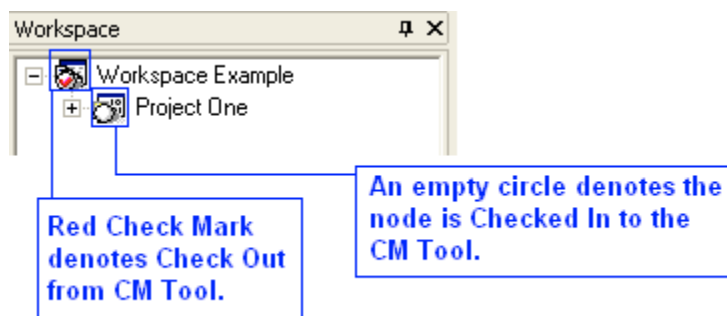 Workspace
Workspace Example
Project One
An empty circle denotes the
node is Checked In to the
CM Tool.
Red Check Mark
denotes Check Out
from CM Tool.